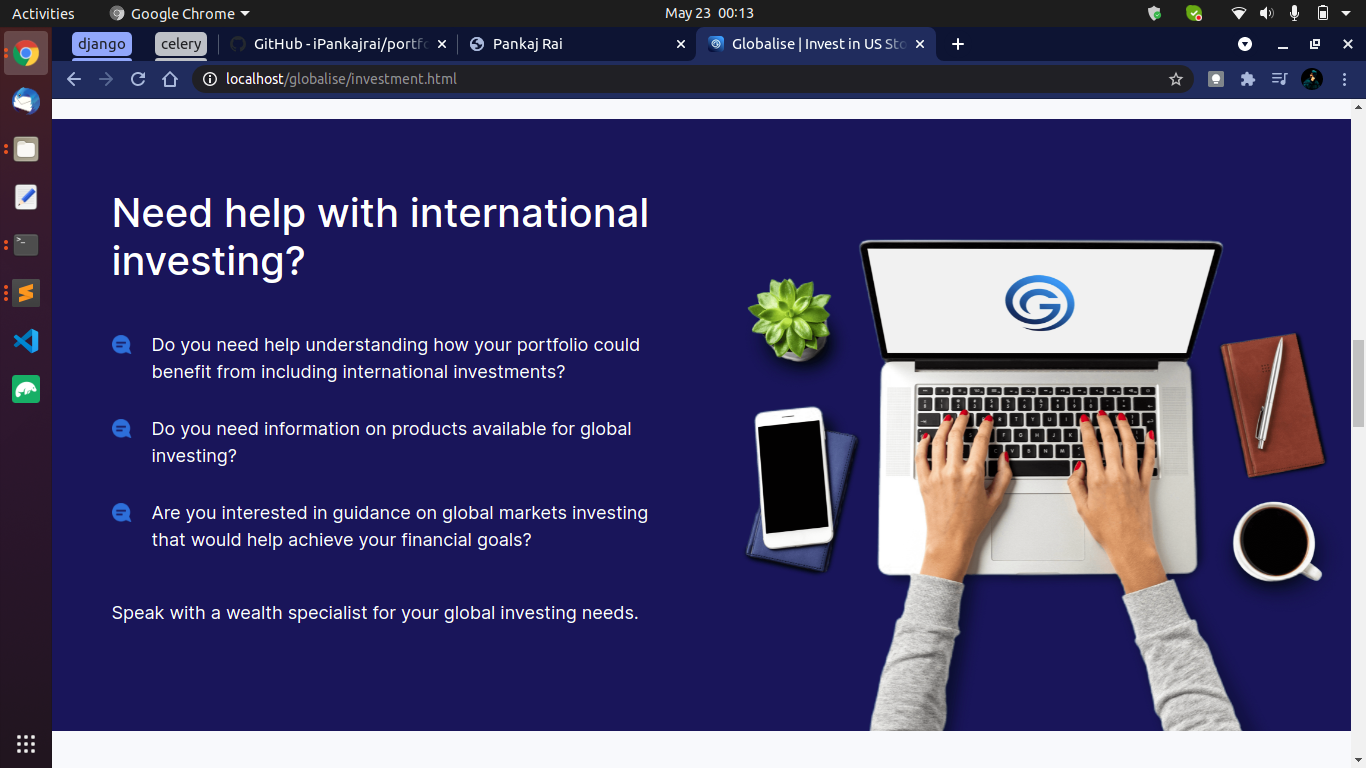 Activities
Google Chrome
May 23 00:13
django
celery
GitHub - iPankajrai/portfo
Pankaj Rai
Globalise | Invest in US Sto
localhost/globalise/investment.html
Need help with international
investing?
G
Do you need help understanding how your portfolio could
benefit from including international investments?
Do you need information on products available for global
investing?
Are you interested in guidance on global markets investing
that would help achieve your financial goals?
Speak with a wealth specialist for your global investing needs.